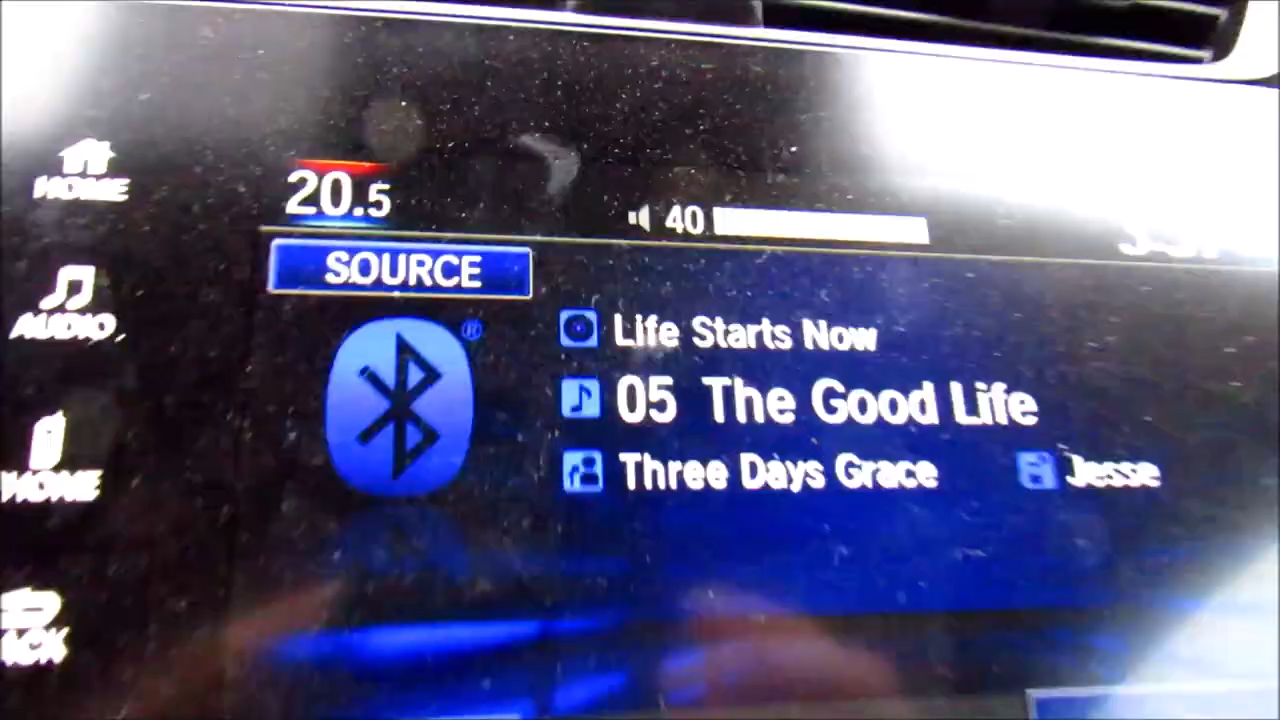 HOME
20.5
40
SOURCE
®
AUDIO
Life Starts Now
05 The Good Life
Three Days Grace
Jesse